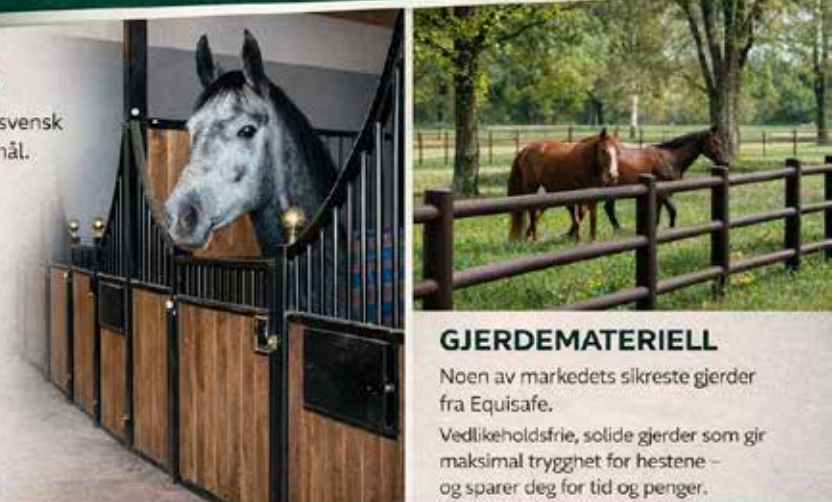 svensk
mål.
GJERDEMATERIELL
Noen av markedets sikreste gjerder
fra Equisafe.
Vedlikeholdsfrie, solide gjerder som gir
maksimal trygghet for hestene –
og sparer deg for tid og penger.